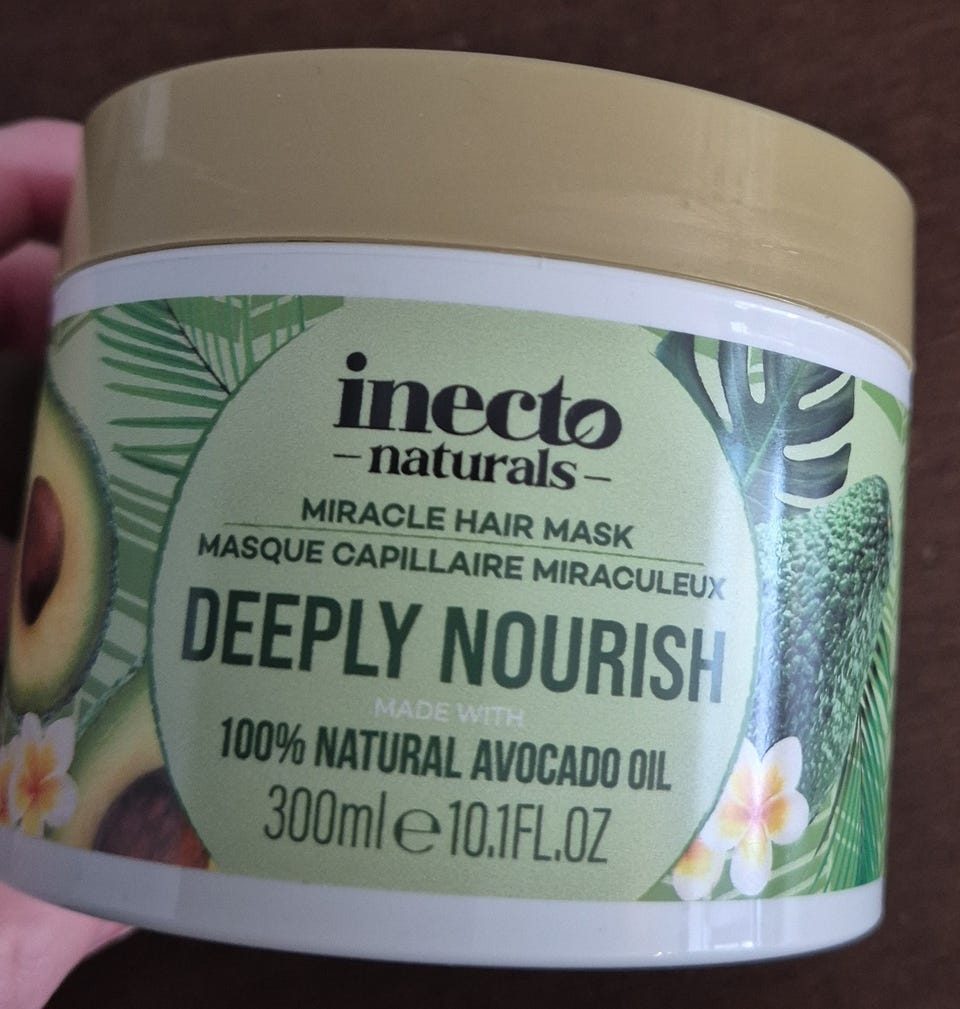 inecto
–naturals–
MIRACLE HAIR MASK
MASQUE CAPILLAIRE MIRACULEUX
DEEPLY NOURISH
MADE WITH
100% NATURAL AVOCADO OIL
300ml ℮ 10.1FL.OZ